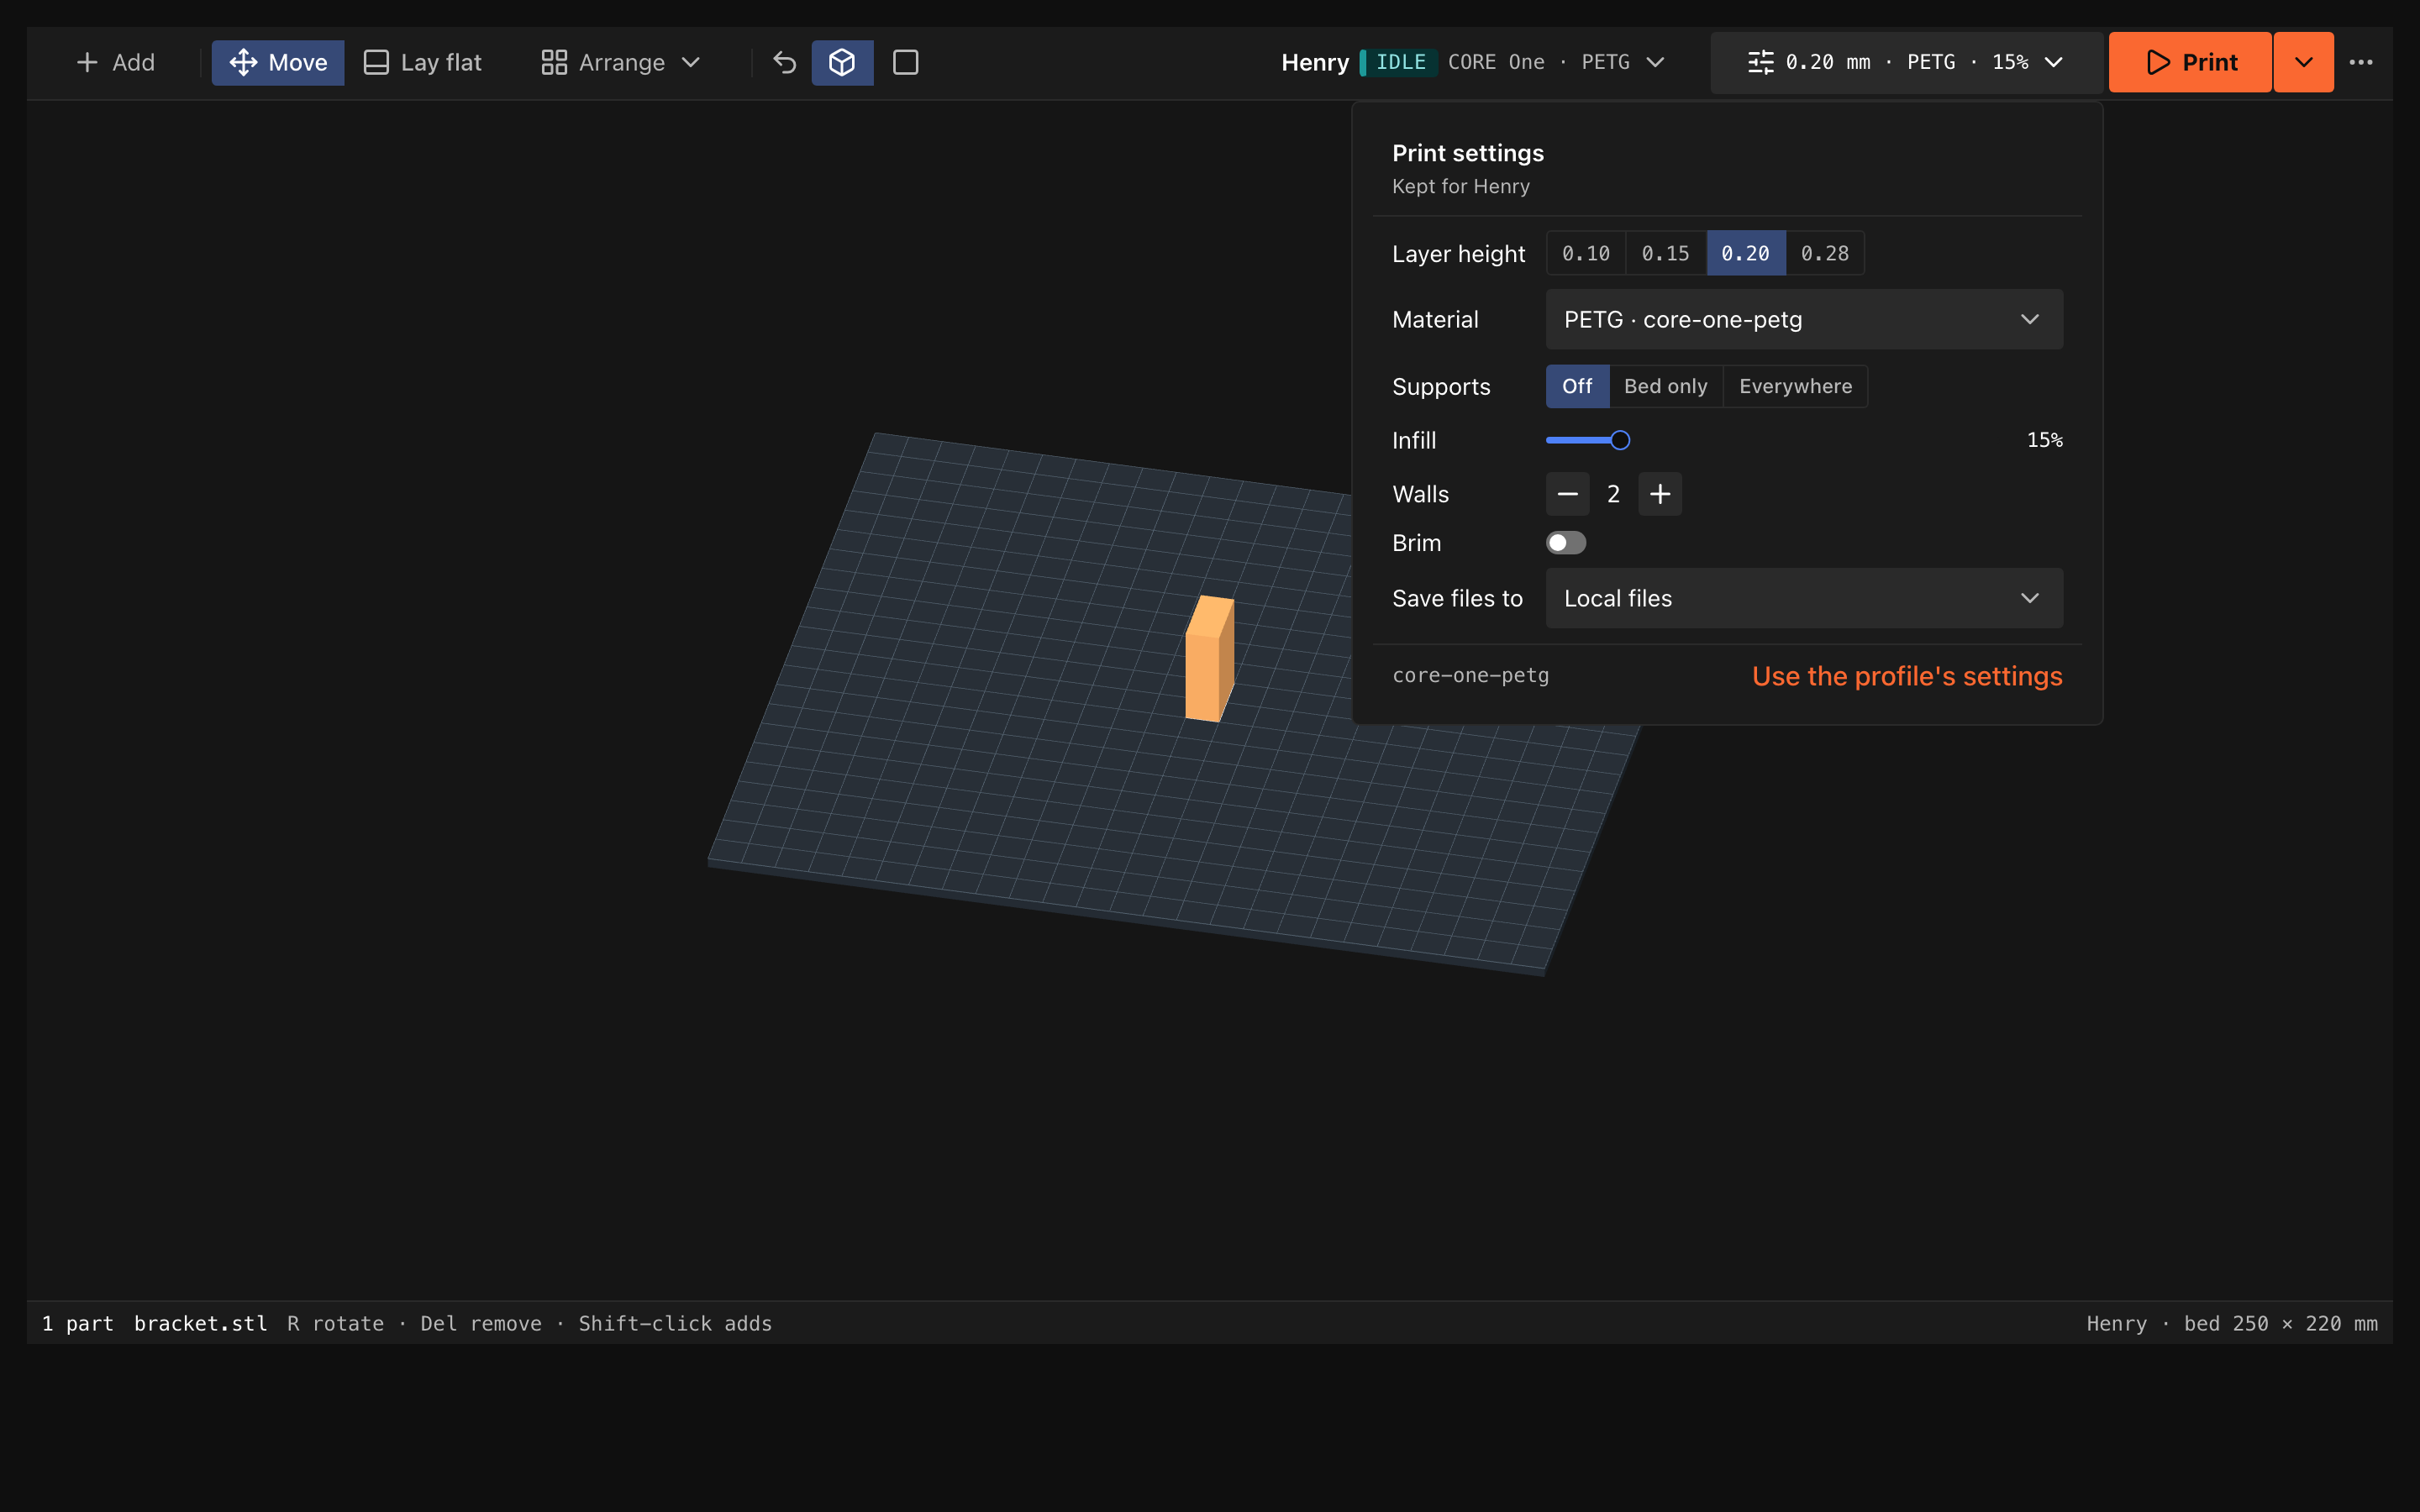 Add
Move
Lay flat
Arrange
Henry IDLE CORE One · PETG
0.20 mm · PETG · 15%
Print
Print settings
Kept for Henry
Layer height 0.10 0.15 0.20 0.28
Material PETG · core-one-petg
Supports Off Bed only Everywhere
Infill 15%
Walls 2
Brim
Save files to Local files
core-one-petg Use the profile's settings
1 part bracket.stl R rotate · Del remove · Shift-click adds
Henry · bed 250 × 220 mm